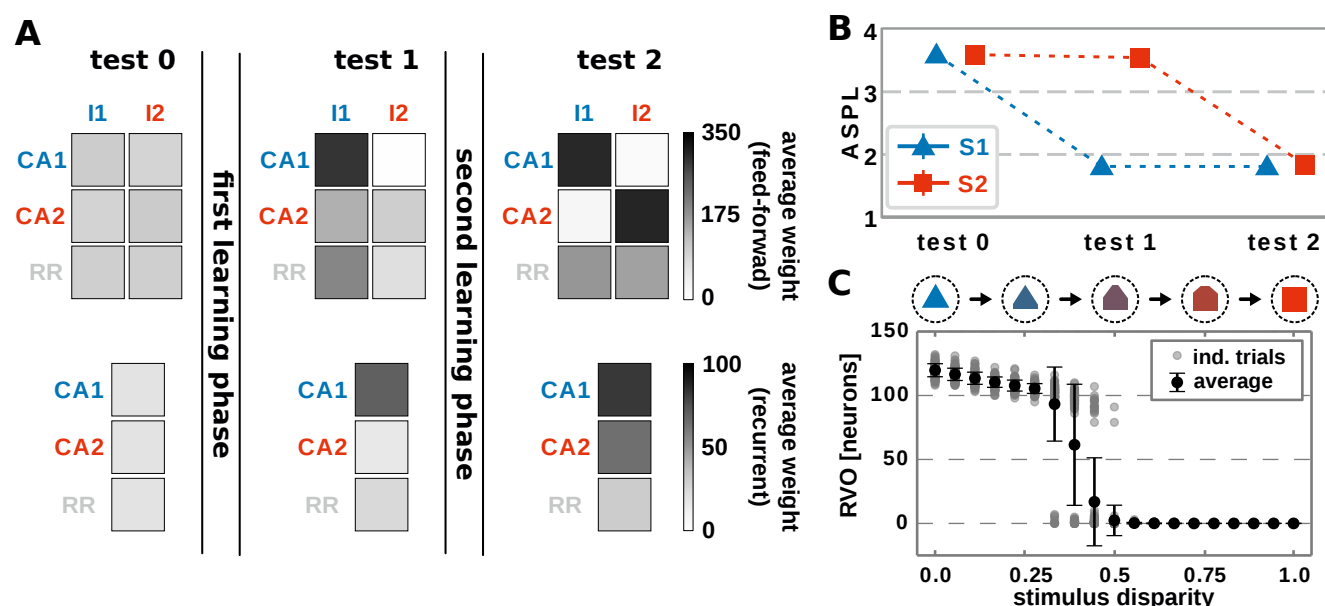 A
test 0
test 1
test 2
I1 I2
I1 I2
I1 I2
CA1
CA2
RR
CA1
CA2
RR
CA1
CA2
RR
first learning phase
second learning phase
350
175
0
average weight
(feed-forwad)
CA1
CA2
RR
CA1
CA2
RR
CA1
CA2
RR
100
50
0
average weight
(recurrent)
B
4
3
2
1
ASPL
S1
S2
test 0 test 1 test 2
C
150
100
50
0
RVO [neurons]
ind. trials
average
0.0 0.25 0.5 0.75 1.0
stimulus disparity